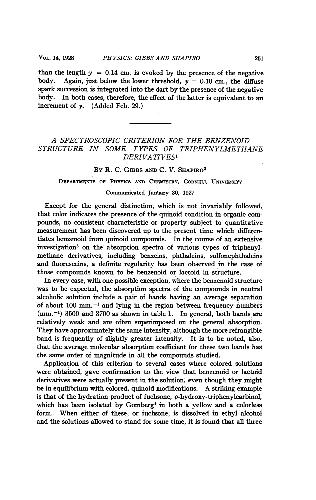 VOL. 14, 1928 PHYSICS: GIBBS AND SHAPIRO 251
than the length y = 0.14 cm. is evoked by the presence of the negative
body. Again, just below the lower threshold, y = 0.10 cm., the diffuse
spark succession is integrated into the dart by the presence of the negative
body. In both cases, therefore, the effect of the latter is equivalent to an
increment of y. (Added Feb. 29.)
A SPECTROSCOPIC CRITERION FOR THE BENZENOID
STRUCTURE IN SOME TYPES OF TRIPHENYLMETHANE
DERIVATIVES¹
BY R. C. GIBBS AND C. V. SHAPIRO²
DEPARTMENTS OF PHYSICS AND CHEMISTRY, CORNELL UNIVERSITY
Communicated January 30, 1927
Except for the general distinction, which is not invariably followed,
that color indicates the presence of the quinoid condition in organic com-
pounds, no consistent characteristic or property subject to quantitative
measurement has been discovered up to the present time which differen-
tiates benzenoid from quinoid compounds. In the course of an extensive
investigation³ on the absorption spectra of various types of triphenyl-
methane derivatives, including benzeins, phthaleins, sulfonephthaleins
and fluoresceins, a definite regularity has been observed in the case of
those compounds known to be benzenoid or lactoid in structure.
In every case, with one possible exception, where the benzenoid structure
was to be expected, the absorption spectra of the compounds in neutral
alcoholic solution include a pair of bands having an average separation
of about 100 mm.⁻¹ and lying in the region between frequency numbers
(mm.⁻¹) 3500 and 3700 as shown in table 1. In general, both bands are
relatively weak and are often superimposed on the general absorption.
They have approximately the same intensity, although the more refrangible
band is frequently of slightly greater intensity. It is to be noted, also,
that the average molecular absorption coefficient for these two bands has
the same order of magnitude in all the compounds studied.
Application of this criterion to several cases where colored solutions
were obtained, gave confirmation to the view that benzenoid or lactoid
derivatives were actually present in the solution, even though they might
be in equilibrium with colored, quinoid modifications. A striking example
is that of the hydration product of fuchsone, p-hydroxy-triphenylcarbinol,
which has been isolated by Gomberg⁴ in both a yellow and a colorless
form. When either of these, or fuchsone, is dissolved in ethyl alcohol
and the solutions allowed to stand for some time, it is found that all three